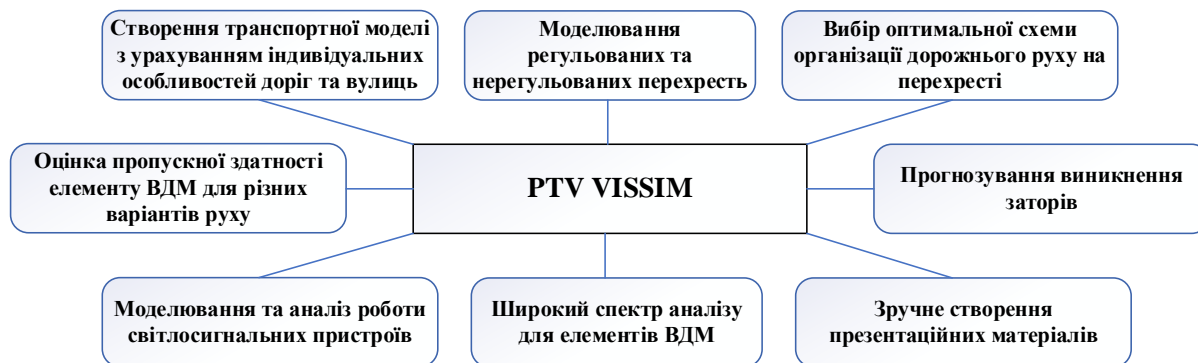 Створення транспортної моделі
з урахуванням індивідуальних
особливостей доріг та вулиць
Моделювання
регульованих та
нерегульованих перехресть
Вибір оптимальної схеми
організації дорожнього руху на
перехресті
Оцінка пропускної здатності
елементу ВДМ для різних
варіантів руху
PTV VISSIM
Прогнозування виникнення
заторів
Моделювання та аналіз роботи
світлосигнальних пристроїв
Широкий спектр аналізу
для елементів ВДМ
Зручне створення
презентаційних матеріалів